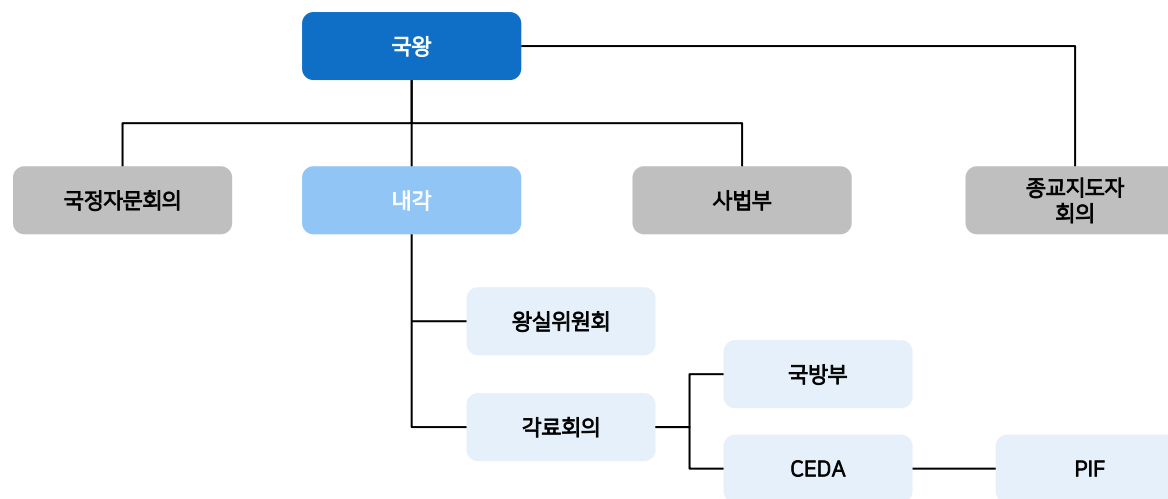 국왕
국정자문회의
내각
사법부
종교지도자
회의
왕실위원회
국방부
각료회의
CEDA
PIF